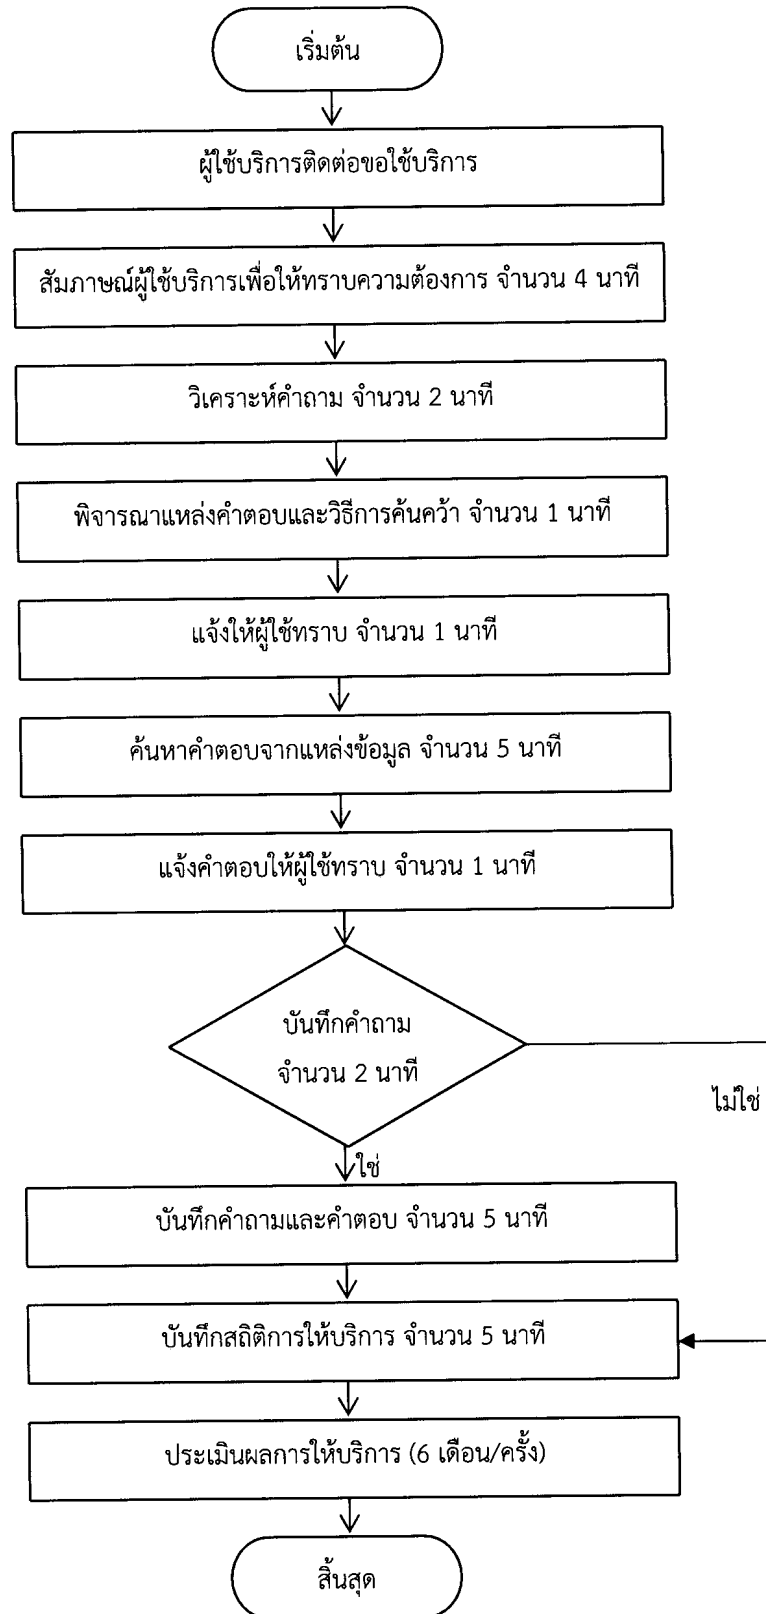 เริ่มต้น
ผู้ใช้บริการติดต่อขอใช้บริการ
สัมภาษณ์ผู้ใช้บริการเพื่อให้ทราบความต้องการ จำนวน 4 นาที
วิเคราะห์คำถาม จำนวน 2 นาที
พิจารณาแหล่งคำตอบและวิธีการค้นคว้า จำนวน 1 นาที
แจ้งให้ผู้ใช้ทราบ จำนวน 1 นาที
ค้นหาคำตอบจากแหล่งข้อมูล จำนวน 5 นาที
แจ้งคำตอบให้ผู้ใช้ทราบ จำนวน 1 นาที
บันทึกคำถาม
จำนวน 2 นาที
ไม่ใช่
ใช่
บันทึกคำถามและคำตอบ จำนวน 5 นาที
บันทึกสถิติการให้บริการ จำนวน 5 นาที
ประเมินผลการให้บริการ (6 เดือน/ครั้ง)
สิ้นสุด